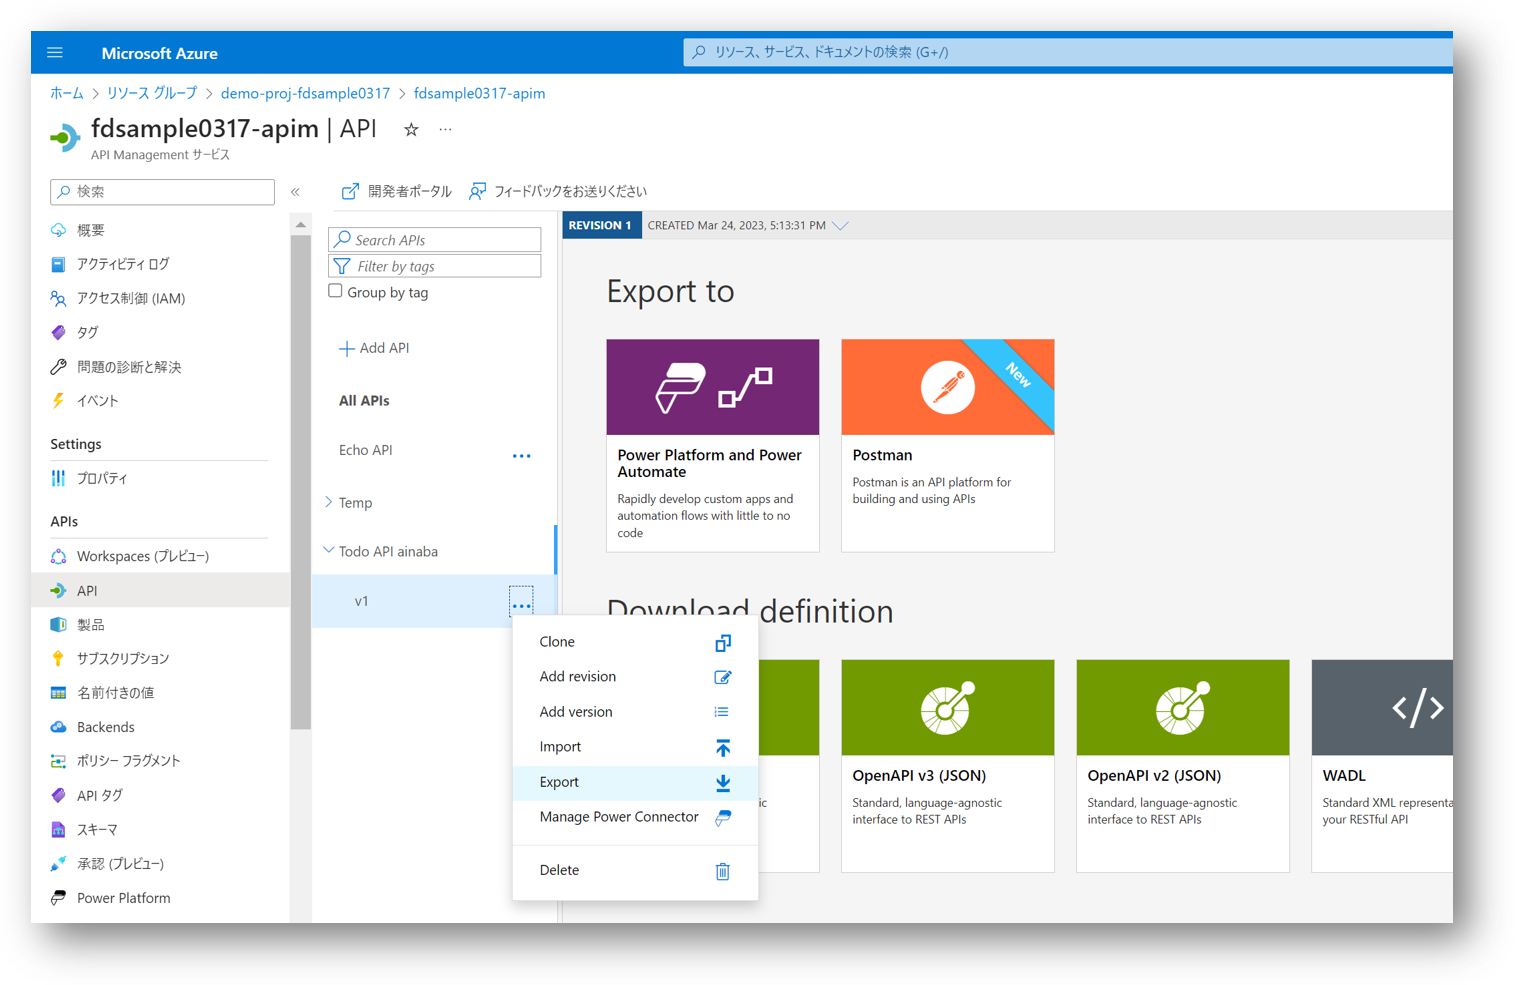 Microsoft Azure
リソース、サービス、ドキュメントの検索 (G+/)
ホーム > リソース グループ > demo-proj-fdsample0317 > fdsample0317-apim
fdsample0317-apim | API
API Management サービス
検索
開発者ポータル
フィードバックをお送りください
概要
アクティビティ ログ
アクセス制御 (IAM)
タグ
問題の診断と解決
イベント
Settings
プロパティ
APIs
Workspaces (プレビュー)
API
製品
サブスクリプション
名前付きの値
Backends
ポリシー フラグメント
API タグ
スキーマ
承認 (プレビュー)
Power Platform
Search APIs
Filter by tags
Group by tag
Add API
All APIs
Echo API
Temp
Todo API ainaba
v1
Clone
Add revision
Add version
Import
Export
Manage Power Connector
Delete
REVISION 1
CREATED Mar 24, 2023, 5:13:31 PM
Export to
New
Power Platform and Power
Automate
Rapidly develop custom apps and
automation flows with little to no
code
Postman
Postman is an API platform for
building and using APIs
Download definition
ic
OpenAPI v3 (JSON)
Standard, language-agnostic
interface to REST APIs
OpenAPI v2 (JSON)
Standard, language-agnostic
interface to REST APIs
WADL
Standard XML representa
your RESTful API